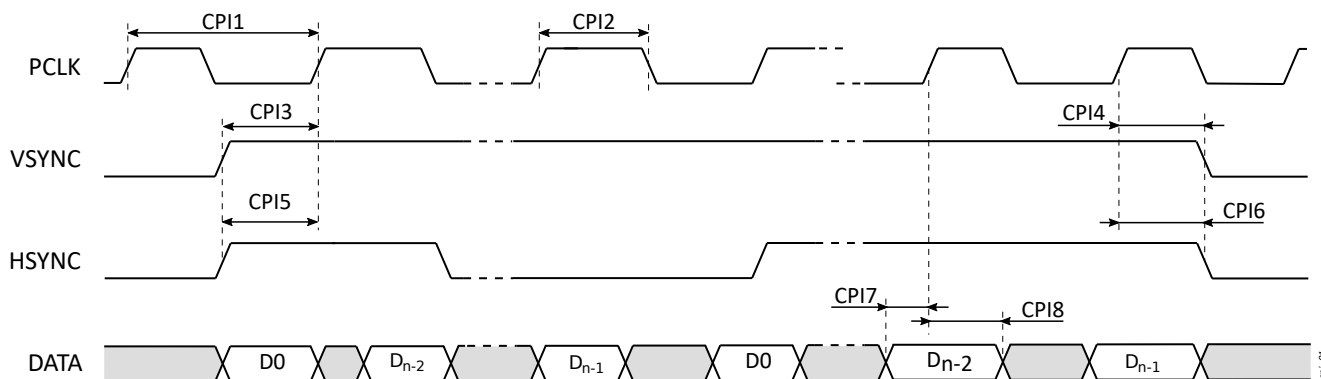 CPI1 CPI2
PCLK
CPI3 CPI4
VSYNC
CPI5 CPI6
HSYNC
CPI7 CPI8
DATA D0 Dn-2 Dn-1 D0 Dn-2 Dn-1